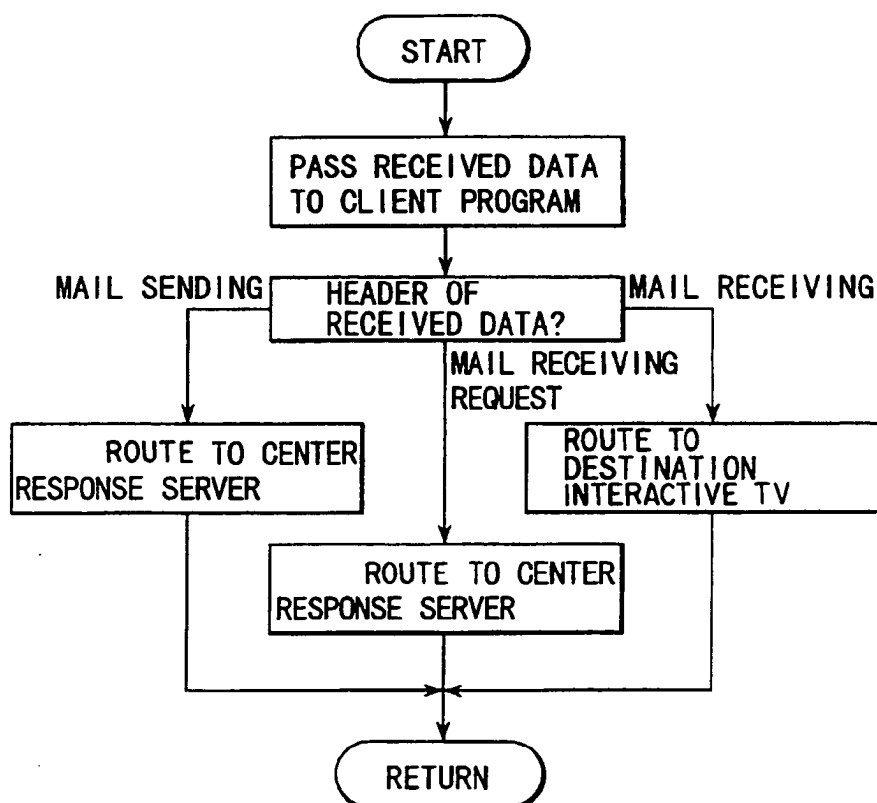 START
PASS RECEIVED DATA
TO CLIENT PROGRAM
MAIL SENDING
HEADER OF
RECEIVED DATA?
MAIL RECEIVING
MAIL RECEIVING
REQUEST
ROUTE TO CENTER
RESPONSE SERVER
ROUTE TO
DESTINATION
INTERACTIVE TV
ROUTE TO CENTER
RESPONSE SERVER
RETURN